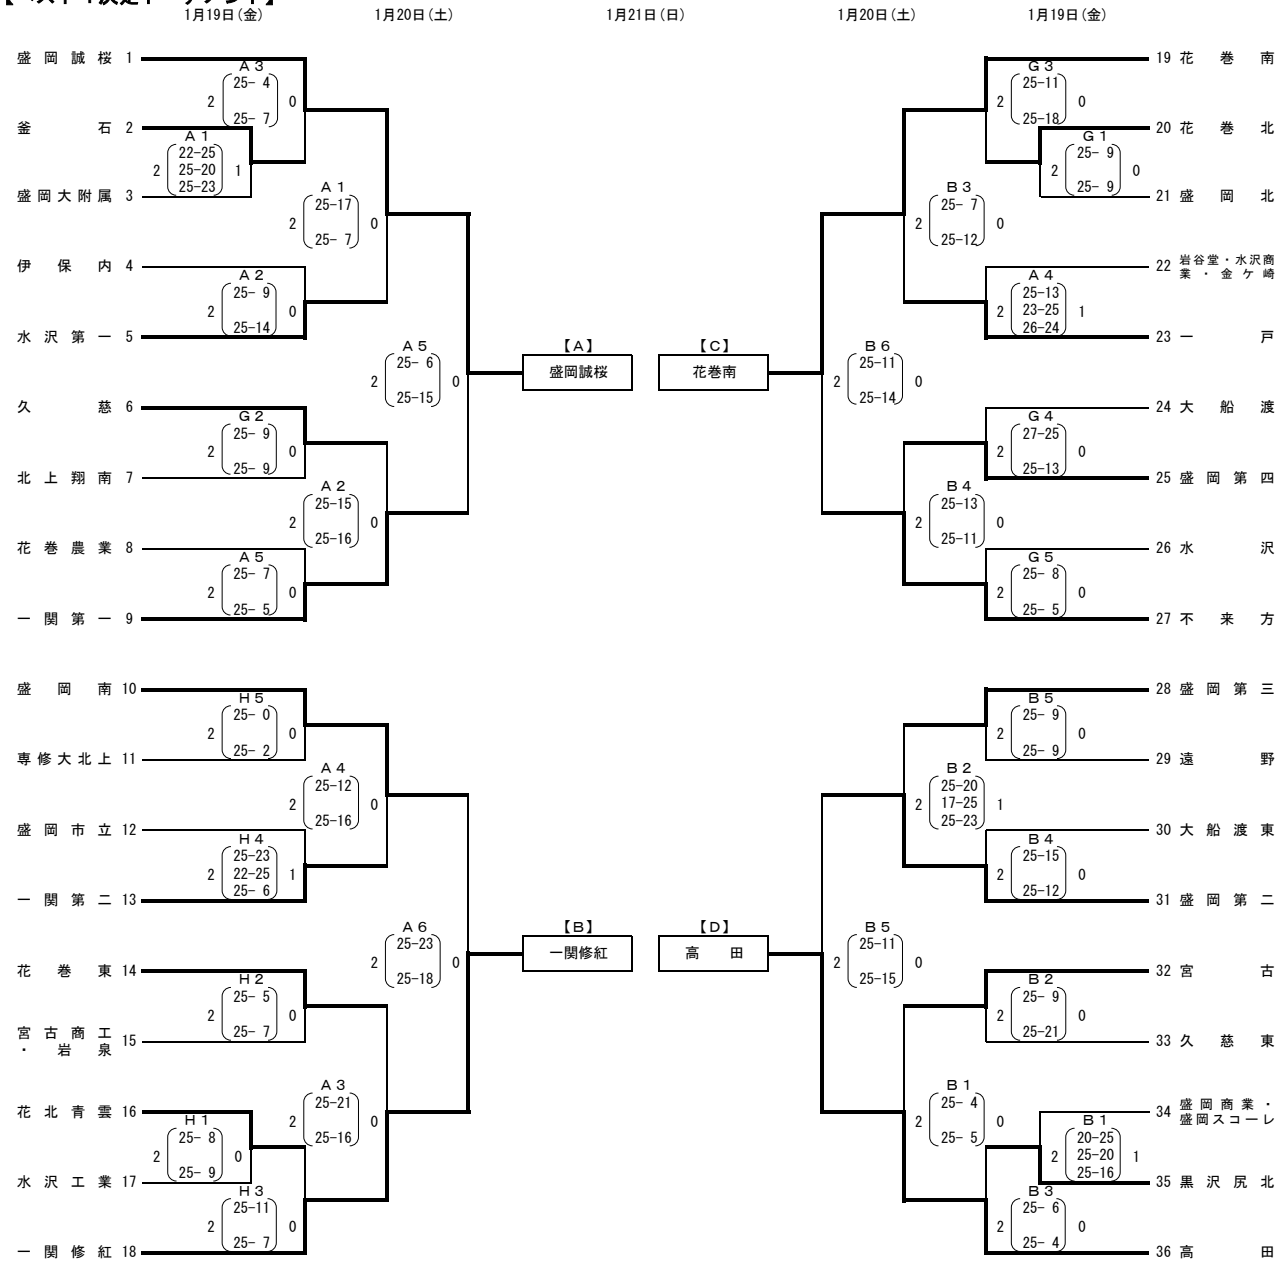 1月19日(金) 1月20日(土) 1月21日(日) 1月20日(土) 1月19日(金)
盛岡誠桜 1
A3
25- 4
2 0
25- 7
釜石 2
A1
22-25
2 25-20 1
25-23
盛岡大附属 3
A1
25-17
2 0
25- 7
伊保内 4
A2
25- 9
2 0
25-14
水沢第一 5
A5
25- 6
2 0
25-15
久慈 6
G2
25- 9
2 0
25- 9
北上翔南 7
A2
25-15
2 0
25-16
花巻農業 8
A5
25- 7
2 0
25- 5
一関第一 9
【A】
盛岡誠桜
盛岡南 10
H5
25- 0
2 0
25- 2
専修大北上 11
A4
25-12
2 0
25-16
盛岡市立 12
H4
25-23
2 22-25 1
25- 6
一関第二 13
A6
25-23
2 0
25-18
花巻東 14
H2
25- 5
2 0
25- 7
宮古商工
・岩泉 15
A3
25-21
2 0
25-16
花北青雲 16
H1
25- 8
2 0
25- 9
水沢工業 17
H3
25-11
2 0
25- 7
一関修紅 18
【B】
一関修紅
19 花巻南
G3
25-11
2 0
25-18
20 花巻北
G1
25- 9
2 0
25- 9
21 盛岡北
B3
25- 7
2 0
25-12
22 岩谷堂・水沢商
業・金ケ崎
A4
25-13
2 23-25 1
26-24
23 一戸
B6
25-11
2 0
25-14
24 大船渡
G4
27-25
2 0
25-13
25 盛岡第四
B4
25-13
2 0
25-11
26 水沢
G5
25- 8
2 0
25- 5
27 不来方
【C】
花巻南
28 盛岡第三
B5
25- 9
2 0
25- 9
29 遠野
B2
25-20
2 17-25 1
25-23
30 大船渡東
B4
25-15
2 0
25-12
31 盛岡第二
B5
25-11
2 0
25-15
32 宮古
B2
25- 9
2 0
25-21
33 久慈東
B1
25- 4
2 0
25- 5
34 盛岡商業・
盛岡スコーレ
B1
20-25
2 25-20 1
25-16
35 黒沢尻北
B3
25- 6
2 0
25- 4
36 高田
【D】
高田